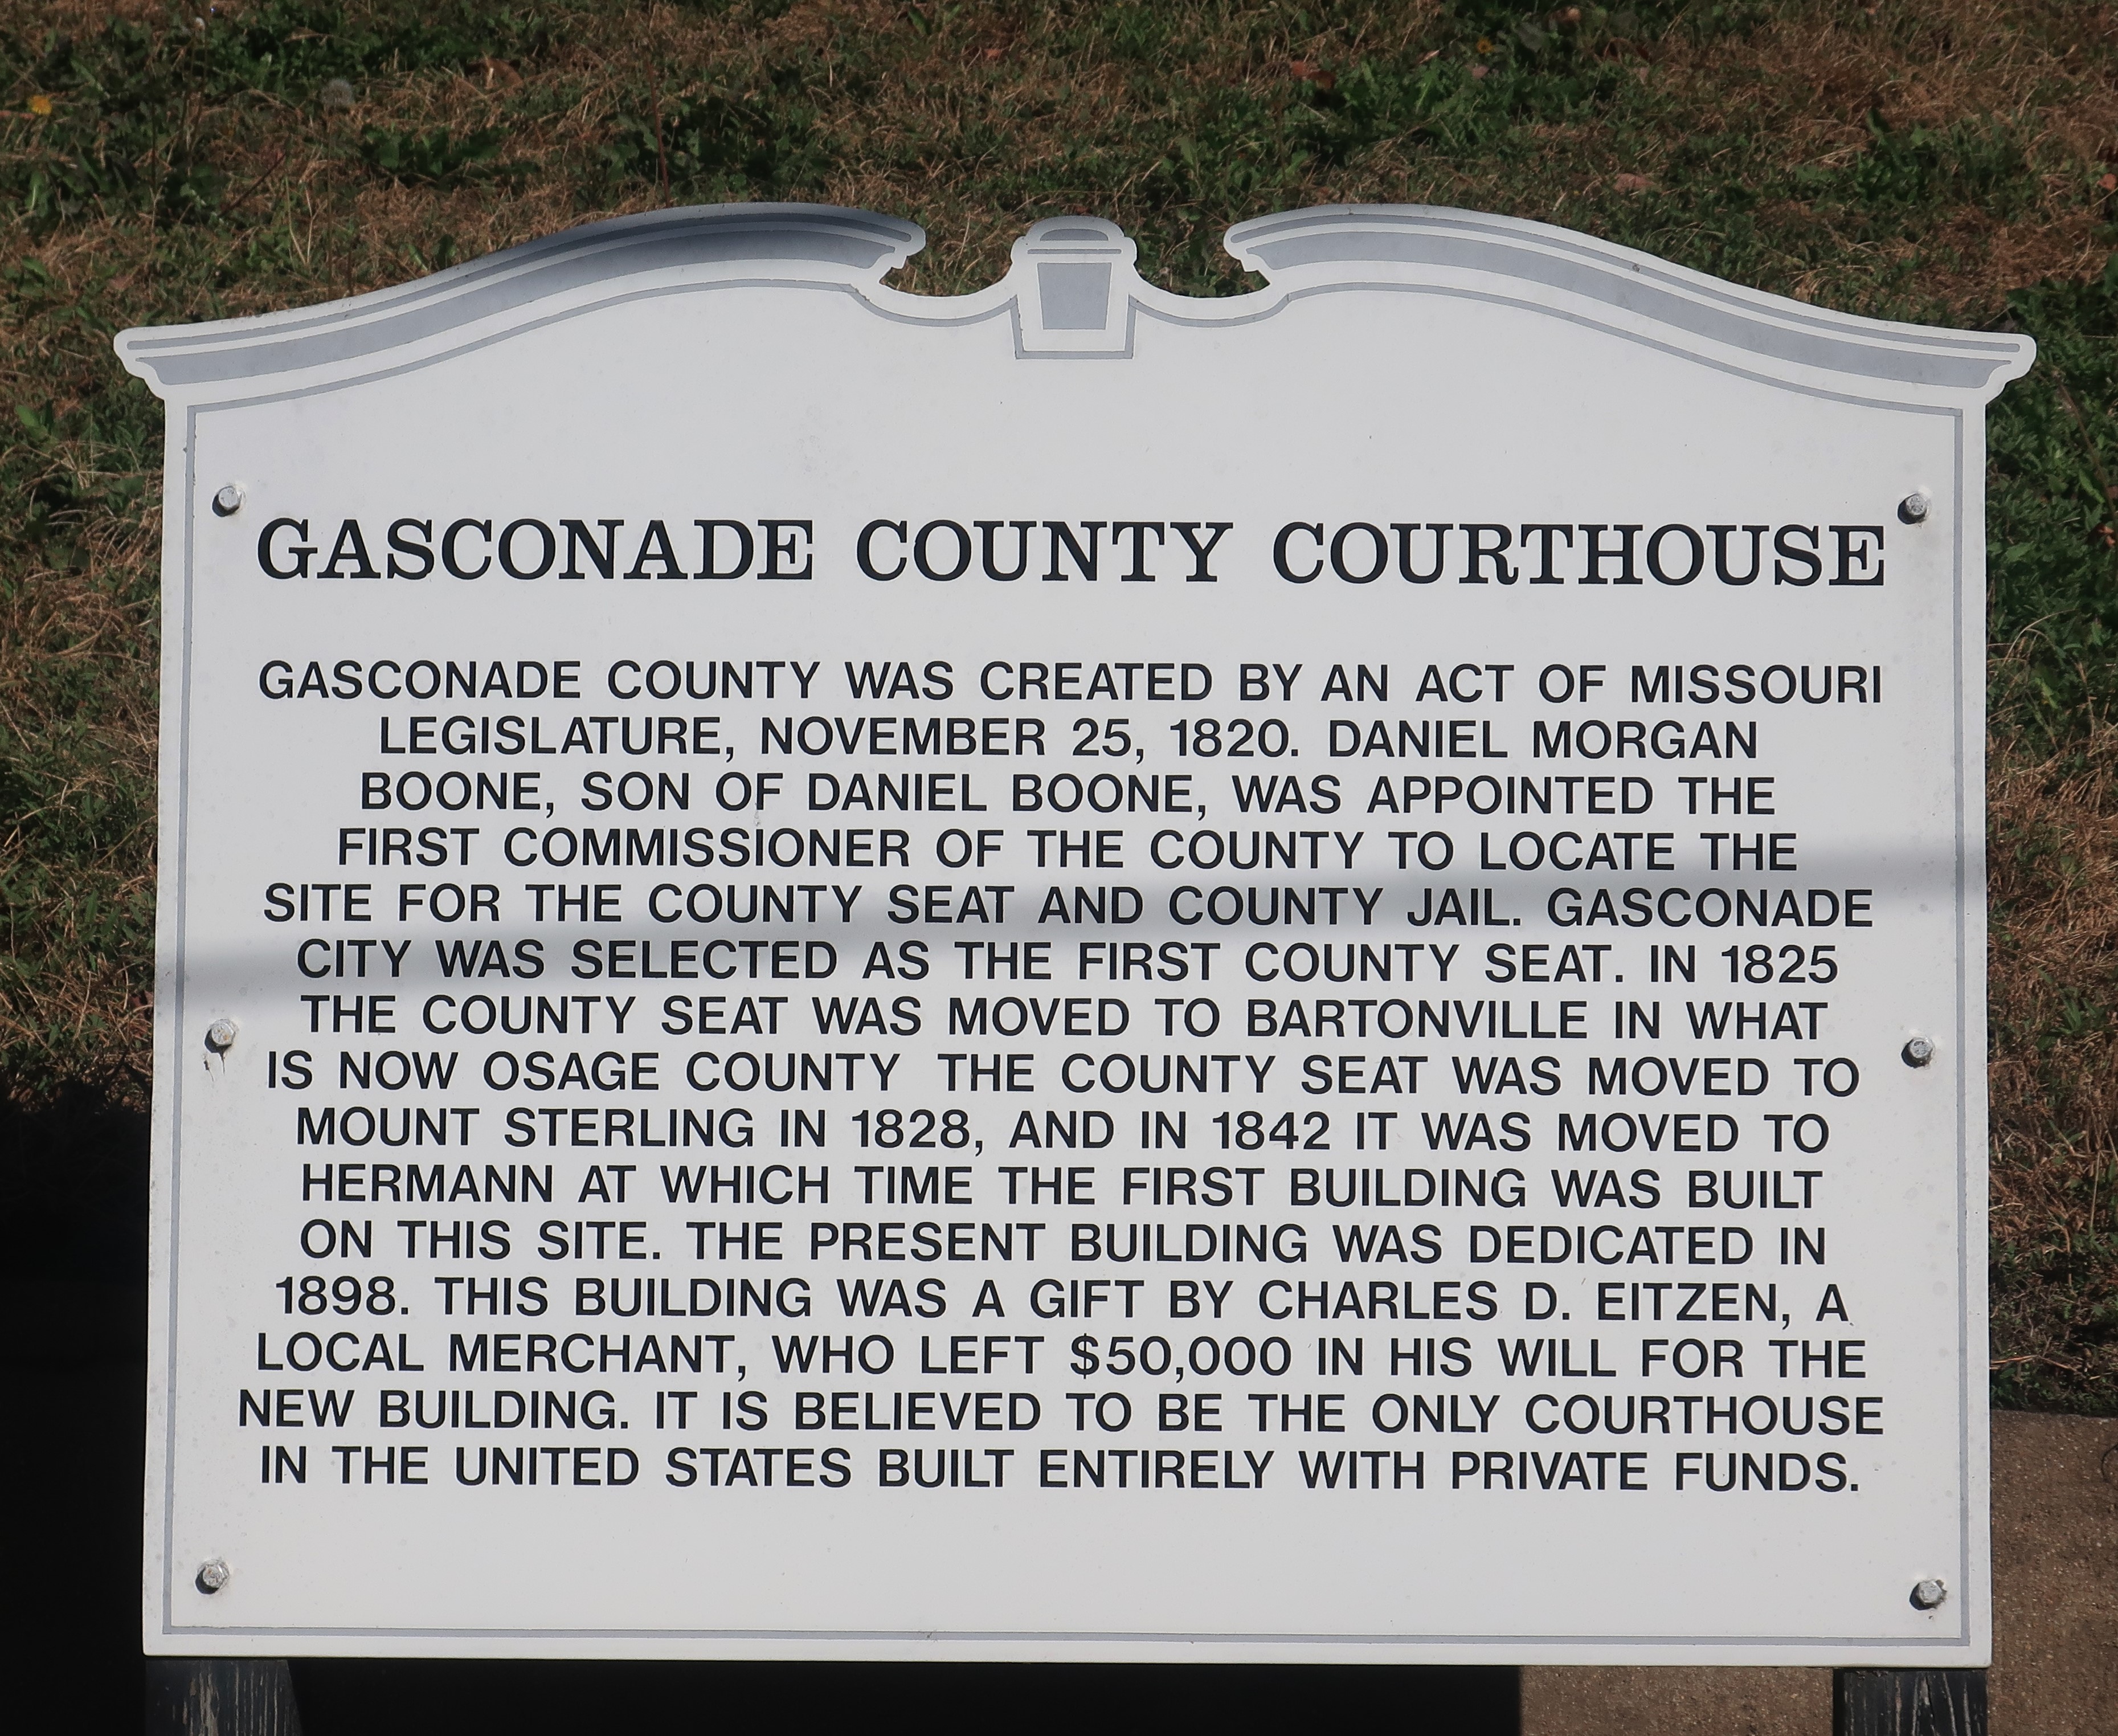 GASCONADE COUNTY COURTHOUSE
GASCONADE COUNTY WAS CREATED BY AN ACT OF MISSOURI
LEGISLATURE, NOVEMBER 25, 1820. DANIEL MORGAN
BOONE, SON OF DANIEL BOONE, WAS APPOINTED THE
FIRST COMMISSIONER OF THE COUNTY TO LOCATE THE
SITE FOR THE COUNTY SEAT AND COUNTY JAIL. GASCONADE
CITY WAS SELECTED AS THE FIRST COUNTY SEAT. IN 1825
THE COUNTY SEAT WAS MOVED TO BARTONVILLE IN WHAT
IS NOW OSAGE COUNTY THE COUNTY SEAT WAS MOVED TO
MOUNT STERLING IN 1828, AND IN 1842 IT WAS MOVED TO
HERMANN AT WHICH TIME THE FIRST BUILDING WAS BUILT
ON THIS SITE. THE PRESENT BUILDING WAS DEDICATED IN
1898. THIS BUILDING WAS A GIFT BY CHARLES D. EITZEN, A
LOCAL MERCHANT, WHO LEFT $50,000 IN HIS WILL FOR THE
NEW BUILDING. IT IS BELIEVED TO BE THE ONLY COURTHOUSE
IN THE UNITED STATES BUILT ENTIRELY WITH PRIVATE FUNDS.